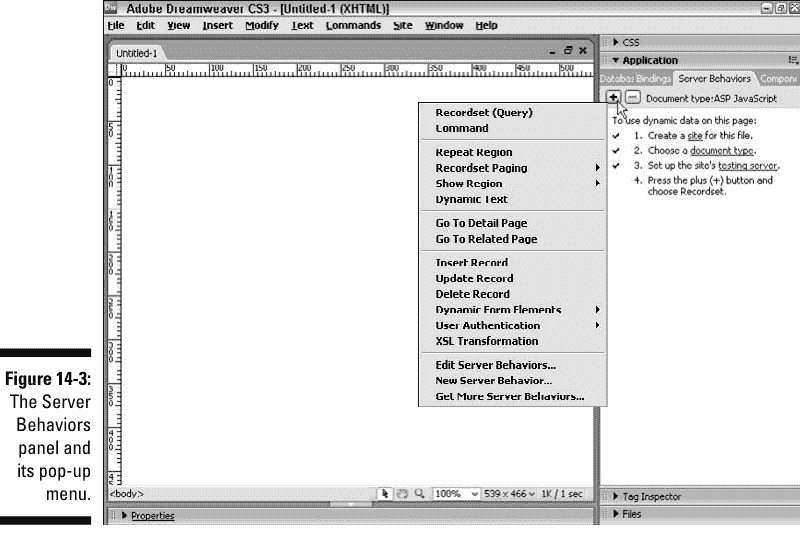 Adobe Dreamweaver CS3 - [Untitled-1 (XHTML)]
File Edit View Insert Modify Text Commands Site Window Help
Untitled-1
0 50 100 150 200 250 300 350 400 450 500
CSS
Application
Databas Bindings Server Behaviors Compone
Document type:ASP JavaScript
To use dynamic data on this page:
1. Create a site for this file.
2. Choose a document type.
3. Set up the site's testing server.
4. Press the plus (+) button and
choose Recordset.
Recordset (Query)
Command
Repeat Region
Recordset Paging
Show Region
Dynamic Text
Go To Detail Page
Go To Related Page
Insert Record
Update Record
Delete Record
Dynamic Form Elements
User Authentication
XSL Transformation
Edit Server Behaviors...
New Server Behavior...
Get More Server Behaviors...
<body>
100%
539 x 466
1K / 1 sec
Properties
Tag Inspector
Files
Figure 14-3:
The Server
Behaviors
panel and
its pop-up
menu.